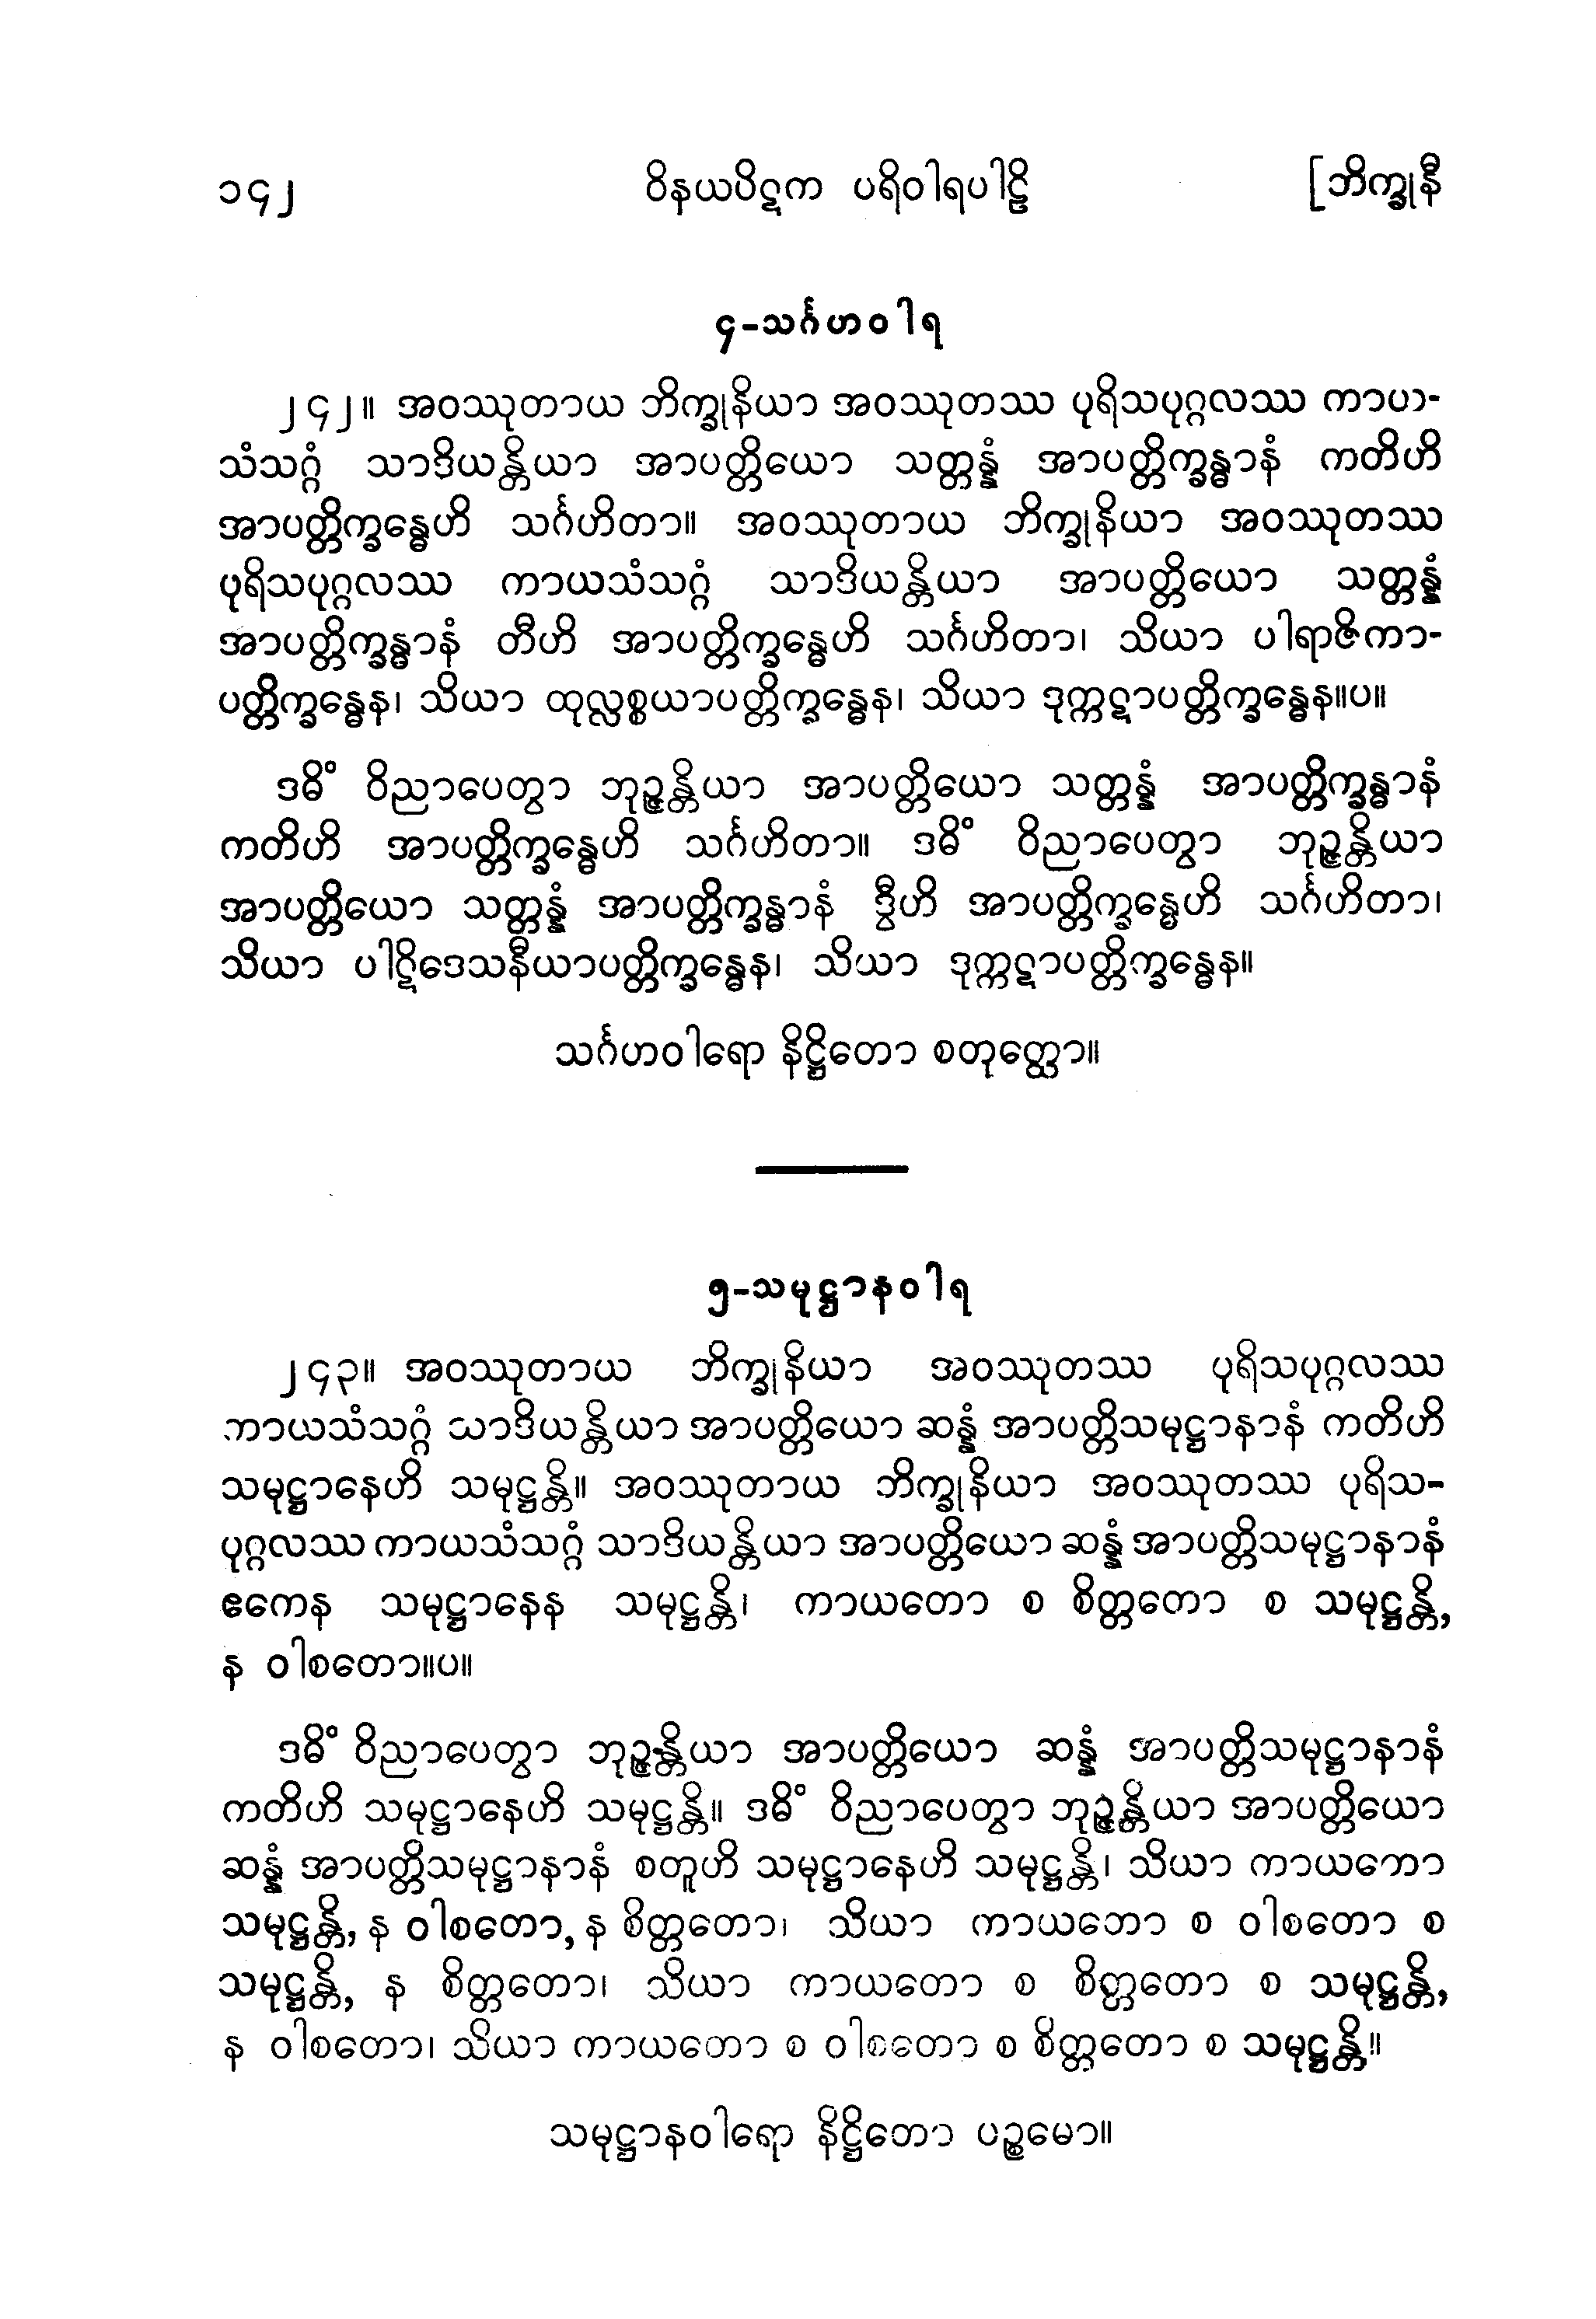 ၁၄၂ ဝိနယပိဋက ပရိဝါရပါဠိ [ဘိက္ခုနီ
၄-သင်္ဂဟဝါရ
၂၄၂။ အဝဿုတာယ ဘိက္ခုနိယာ အဝဿုတဿ ပုရိသပုဂ္ဂလဿ ကာယ-
သံသဂ္ဂံ သာဒိယန္တိယာ အာပတ္တိယော သတ္တန္နံ အာပတ္တိက္ခန္ဓာနံ ကတိဟိ
အာပတ္တိက္ခန္ဓေဟိ သင်္ဂဟိတာ။ အဝဿုတာယ ဘိက္ခုနိယာ အဝဿုတဿ
ပုရိသပုဂ္ဂလဿ ကာယသံသဂ္ဂံ သာဒိယန္တိယာ အာပတ္တိယော သတ္တန္နံ
အာပတ္တိက္ခန္ဓာနံ တီဟိ အာပတ္တိက္ခန္ဓေဟိ သင်္ဂဟိတာ၊ သိယာ ပါရာဇိကာ-
ပတ္တိက္ခန္ဓေန၊ သိယာ ထုလ္လစ္စယာပတ္တိက္ခန္ဓေန၊ သိယာ ဒုက္ကဋာပတ္တိက္ခန္ဓေန။ပ။
ဒဓိံ ဝိညာပေတွာ ဘုဉ္ဇန္တိယာ အာပတ္တိယော သတ္တန္နံ အာပတ္တိက္ခန္ဓာနံ
ကတိဟိ အာပတ္တိက္ခန္ဓေဟိ သင်္ဂဟိတာ။ ဒဓိံ ဝိညာပေတွာ ဘုဉ္ဇန္တိယာ
အာပတ္တိယော သတ္တန္နံ အာပတ္တိက္ခန္ဓာနံ ဒွီဟိ အာပတ္တိက္ခန္ဓေဟိ သင်္ဂဟိတာ၊
သိယာ ပါဋိဒေသနီယာပတ္တိက္ခန္ဓေန၊ သိယာ ဒုက္ကဋာပတ္တိက္ခန္ဓေန။
သင်္ဂဟဝါရော နိဋ္ဌိတော စတုတ္ထော။
၅-သမုဋ္ဌာနဝါရ
၂၄၃။ အဝဿုတာယ ဘိက္ခုနိယာ အဝဿုတဿ ပုရိသပုဂ္ဂလဿ
ကာယသံသဂ္ဂံ သာဒိယန္တိယာ အာပတ္တိယော ဆန္နံ အာပတ္တိသမုဋ္ဌာနာနံ ကတိဟိ
သမုဋ္ဌာနေဟိ သမုဋ္ဌန္တိ။ အဝဿုတာယ ဘိက္ခုနိယာ အဝဿုတဿ ပုရိသ-
ပုဂ္ဂလဿ ကာယသံသဂ္ဂံ သာဒိယန္တိယာ အာပတ္တိယော ဆန္နံ အာပတ္တိသမုဋ္ဌာနာနံ
ဧကေန သမုဋ္ဌာနေန သမုဋ္ဌန္တိ၊ ကာယတော စ စိတ္တတော စ သမုဋ္ဌန္တိ,
န ဝါစတော။ပ။
ဒဓိံ ဝိညာပေတွာ ဘုဉ္ဇန္တိယာ အာပတ္တိယော ဆန္နံ အာပတ္တိသမုဋ္ဌာနာနံ
ကတိဟိ သမုဋ္ဌာနေဟိ သမုဋ္ဌန္တိ။ ဒဓိံ ဝိညာပေတွာ ဘုဉ္ဇန္တိယာ အာပတ္တိယော
ဆန္နံ အာပတ္တိသမုဋ္ဌာနာနံ စတူဟိ သမုဋ္ဌာနေဟိ သမုဋ္ဌန္တိ၊ သိယာ ကာယတော
သမုဋ္ဌန္တိ, န ဝါစတော, န စိတ္တတော၊ သိယာ ကာယတော စ ဝါစတော စ
သမုဋ္ဌန္တိ, န စိတ္တတော၊ သိယာ ကာယတော စ စိတ္တတော စ သမုဋ္ဌန္တိ,
န ဝါစတော၊ သိယာ ကာယတော စ ဝါစတော စ စိတ္တတော စ သမုဋ္ဌန္တိ။
သမုဋ္ဌာနဝါရော နိဋ္ဌိတော ပဉ္စမော။